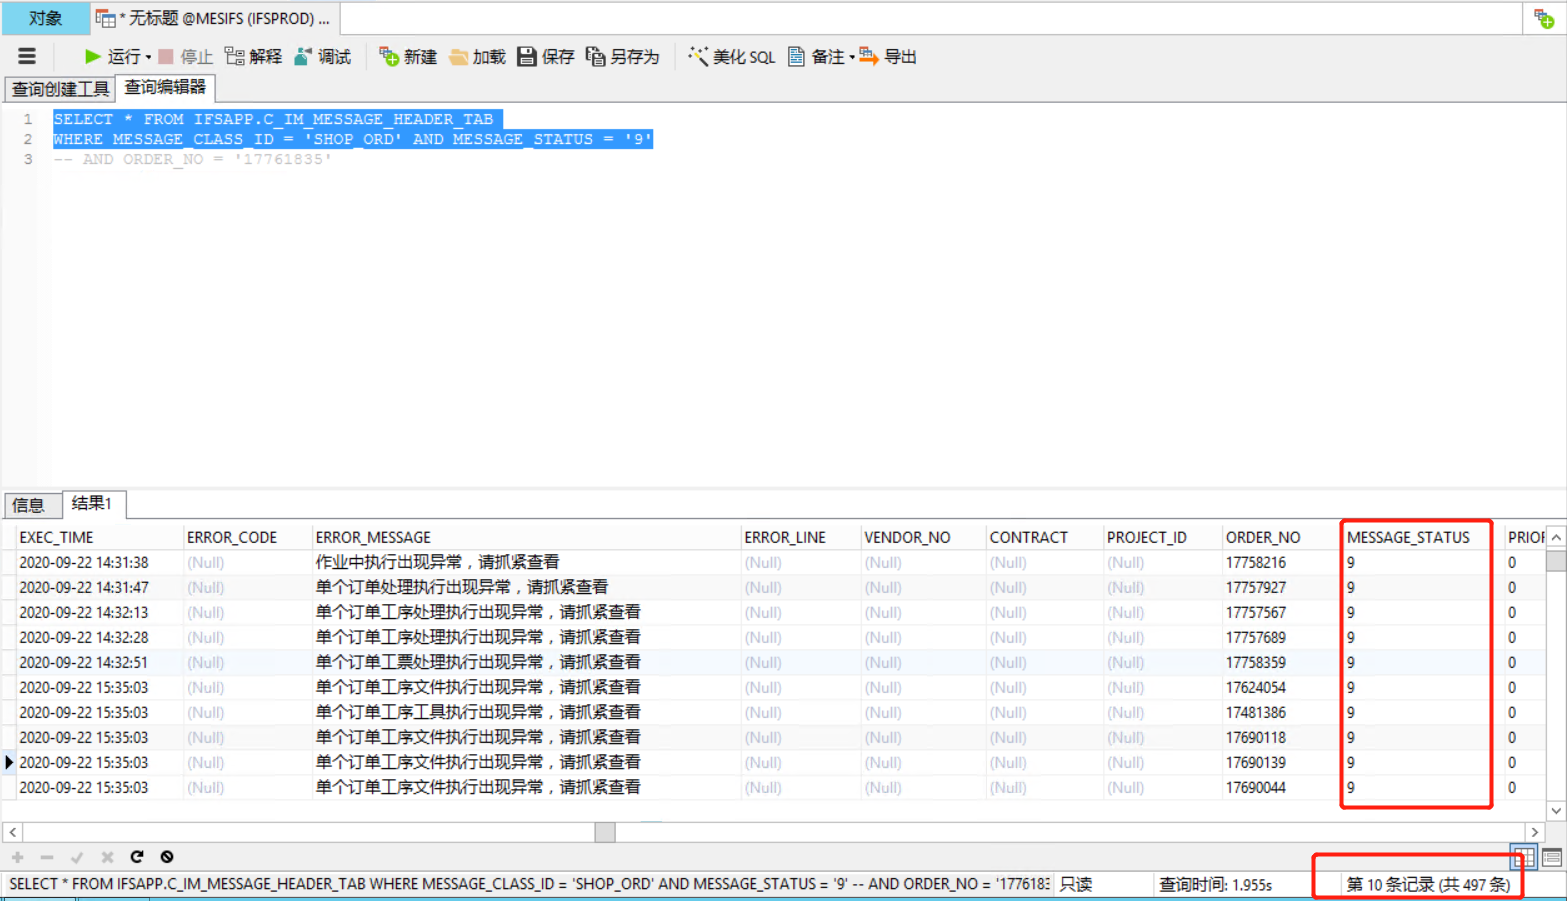 对象 * 无标题 @MESIFS (IFSPROD) ...
运行 停止 解释 调试 新建 加载 保存 另存为 美化 SQL 备注 导出
查询创建工具 查询编辑器
1 SELECT * FROM IFSAPP.C_IM_MESSAGE_HEADER_TAB
2 WHERE MESSAGE_CLASS_ID = 'SHOP_ORD' AND MESSAGE_STATUS = '9'
3 -- AND ORDER_NO = '17761835'
信息 结果1
EXEC_TIME ERROR_CODE ERROR_MESSAGE ERROR_LINE VENDOR_NO CONTRACT PROJECT_ID ORDER_NO MESSAGE_STATUS PRIOR
2020-09-22 14:31:38 (Null) 作业中执行出现异常，请抓紧查看 (Null) (Null) (Null) (Null) 17758216 9 0
2020-09-22 14:31:47 (Null) 单个订单处理执行出现异常，请抓紧查看 (Null) (Null) (Null) (Null) 17757927 9 0
2020-09-22 14:32:13 (Null) 单个订单工序处理执行出现异常，请抓紧查看 (Null) (Null) (Null) (Null) 17757567 9 0
2020-09-22 14:32:28 (Null) 单个订单工序处理执行出现异常，请抓紧查看 (Null) (Null) (Null) (Null) 17757689 9 0
2020-09-22 14:32:51 (Null) 单个订单工票处理执行出现异常，请抓紧查看 (Null) (Null) (Null) (Null) 17758359 9 0
2020-09-22 15:35:03 (Null) 单个订单工序文件执行出现异常，请抓紧查看 (Null) (Null) (Null) (Null) 17624054 9 0
2020-09-22 15:35:03 (Null) 单个订单工序工具执行出现异常，请抓紧查看 (Null) (Null) (Null) (Null) 17481386 9 0
2020-09-22 15:35:03 (Null) 单个订单工序文件执行出现异常，请抓紧查看 (Null) (Null) (Null) (Null) 17690118 9 0
2020-09-22 15:35:03 (Null) 单个订单工序文件执行出现异常，请抓紧查看 (Null) (Null) (Null) (Null) 17690139 9 0
2020-09-22 15:35:03 (Null) 单个订单工序文件执行出现异常，请抓紧查看 (Null) (Null) (Null) (Null) 17690044 9 0
SELECT * FROM IFSAPP.C_IM_MESSAGE_HEADER_TAB WHERE MESSAGE_CLASS_ID = 'SHOP_ORD' AND MESSAGE_STATUS = '9' -- AND ORDER_NO = '1776183 只读 查询时间: 1.955s 第 10 条记录 (共 497 条)